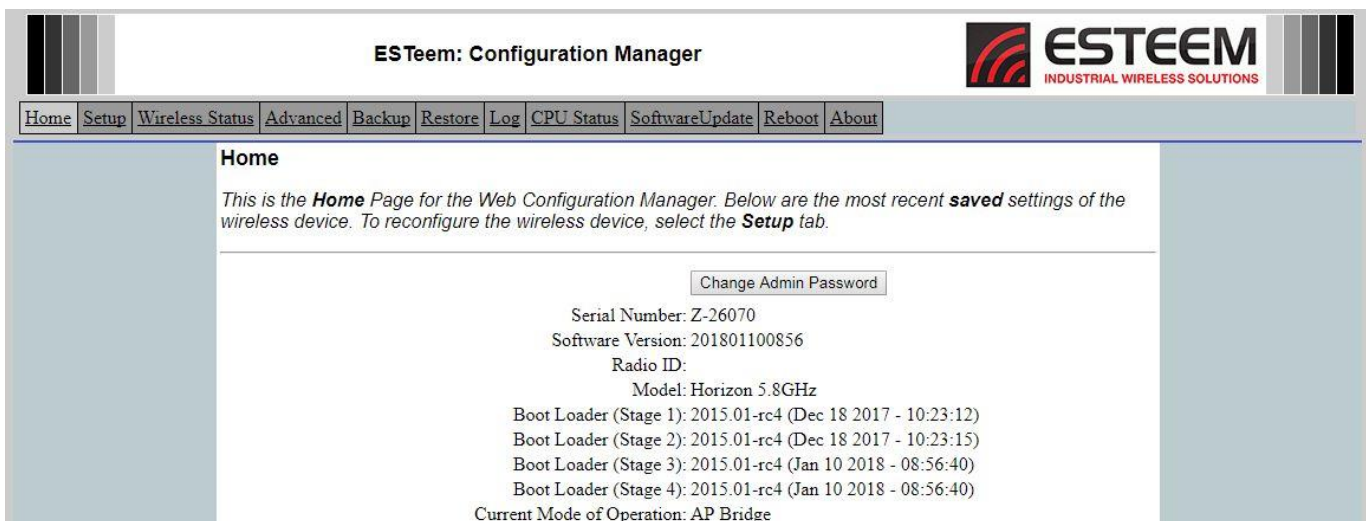 ESTeem: Configuration Manager
ESTEEM
INDUSTRIAL WIRELESS SOLUTIONS
Home Setup Wireless Status Advanced Backup Restore Log CPU Status SoftwareUpdate Reboot About
Home
This is the Home Page for the Web Configuration Manager. Below are the most recent saved settings of the
wireless device. To reconfigure the wireless device, select the Setup tab.
Change Admin Password
Serial Number: Z-26070
Software Version: 201801100856
Radio ID:
Model: Horizon 5.8GHz
Boot Loader (Stage 1): 2015.01-rc4 (Dec 18 2017 - 10:23:12)
Boot Loader (Stage 2): 2015.01-rc4 (Dec 18 2017 - 10:23:15)
Boot Loader (Stage 3): 2015.01-rc4 (Jan 10 2018 - 08:56:40)
Boot Loader (Stage 4): 2015.01-rc4 (Jan 10 2018 - 08:56:40)
Current Mode of Operation: AP Bridge